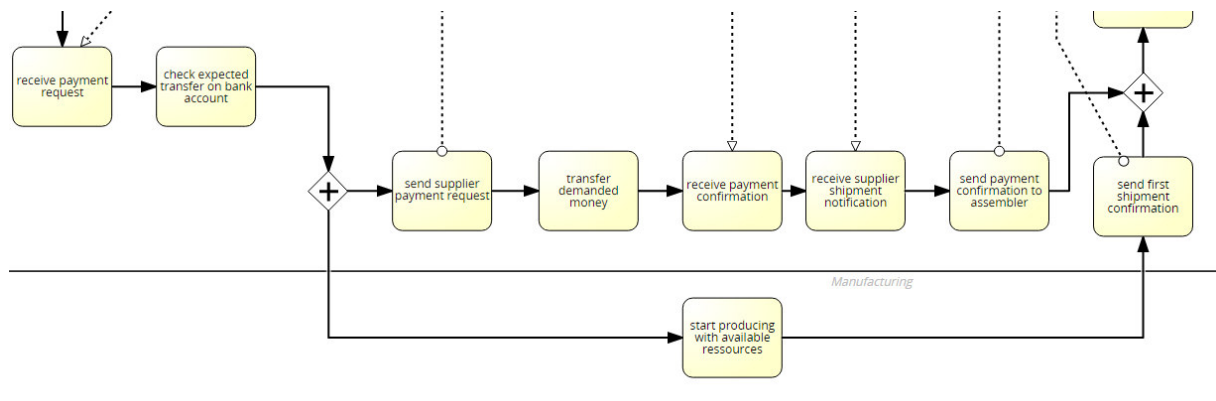 receive payment
request
check expected
transfer on bank
account
send supplier
payment request
transfer
demanded
money
receive payment
confirmation
receive supplier
shipment
notification
send payment
confirmation to
assembler
send first
shipment
confirmation
Manufacturing
start producing
with available
ressources